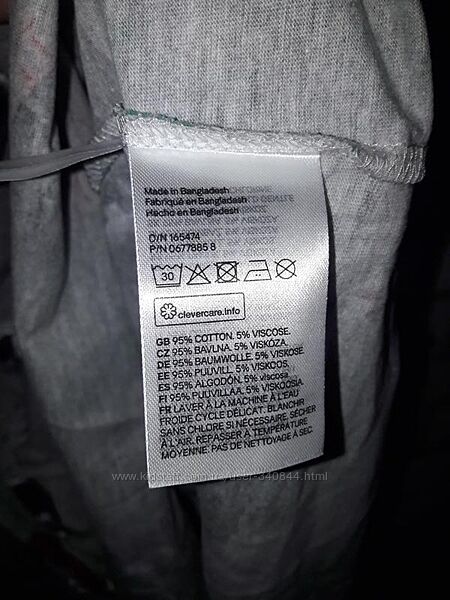 Made in Bangladesh
Fabriqué en Bangladesh
Hecho en Bangladesh
O/N 165474
P/N 0677885 8
30
clevercare.info
GB 95% COTTON. 5% VISCOSE.
CZ 95% BAVLNA. 5% VISKÓZA.
DE 95% BAUMWOLLE. 5% VISKOSE.
EE 95% PUUVILL. 5% VISKOOS.
ES 95% ALGODÓN. 5% viscosa
FI 95% PUUVILLAA. 5% VISKOOSIA.
FR LAVER À LA MACHINE À L'EAU
FROIDE CYCLE DÉLICAT. BLANCHIR
SANS CHLORE SI NÉCESSAIRE. SÉCHER
À L'AIR. REPASSER À TEMPÉRATURE
MOYENNE. PAS DE NETTOYAGE À SEC.